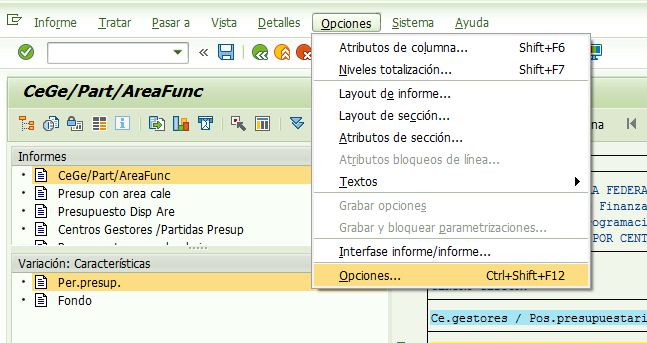 Informe Tratar Pasar a Vista Detalles Opciones Sistema Ayuda
Atributos de columna... Shift+F6
Niveles totalización... Shift+F7
CeGe/Part/AreaFunc
Layout de informe...
Layout de sección...
Atributos de sección...
Atributos bloqueos de línea...
Textos
Grabar opciones
Grabar y bloquear parametrizaciones...
Interfase informe/informe...
Opciones... Ctrl+Shift+F12
Informes
CeGe/Part/AreaFunc
Presup con area cale
Presupuesto Disp Are
Centros Gestores /Partidas Presup
Variación: Características
Per.presup.
Fondo
na
A FEDERA
Finanza
rogramaci
POR CENT
Ce.gestores / Pos.presupuestari